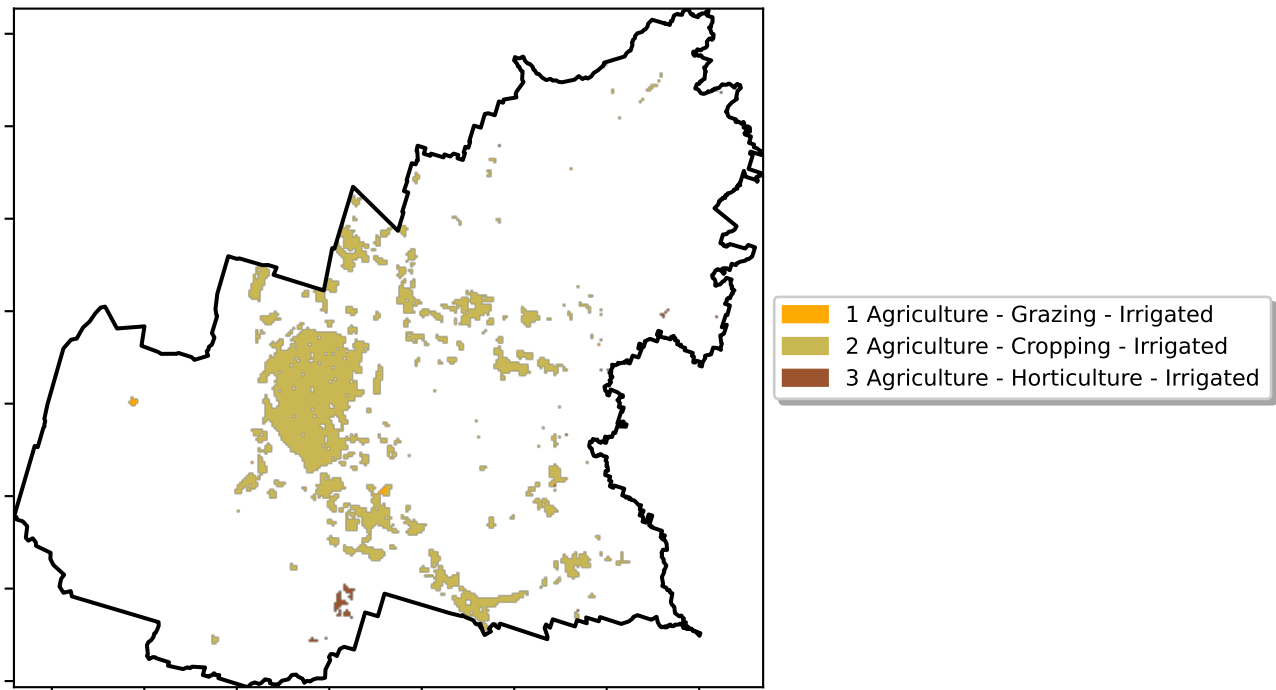 1 Agriculture - Grazing - Irrigated
2 Agriculture - Cropping - Irrigated
3 Agriculture - Horticulture - Irrigated